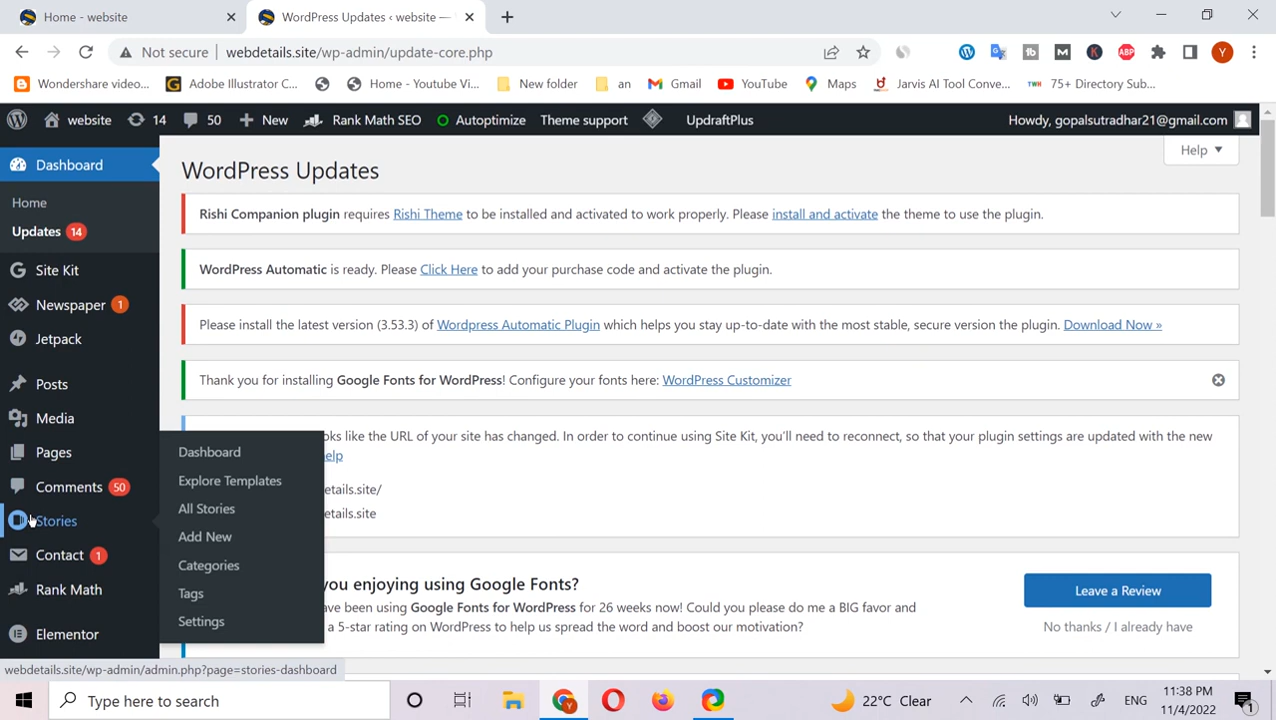 Home - website
WordPress Updates ‹ website —
Not secure webdetails.site/wp-admin/update-core.php
Wondershare video...
Adobe Illustrator C...
Home - Youtube Vi...
New folder
an
Gmail
YouTube
Maps
Jarvis AI Tool Conve...
75+ Directory Sub...
website 14 50 New Rank Math SEO Autoptimize Theme support UpdraftPlus Howdy, gopalsutradhar21@gmail.com
Dashboard
Home
Updates 14
Site Kit
Newspaper 1
Jetpack
Posts
Media
Pages
Comments 50
Stories
Contact 1
Rank Math
Elementor
Dashboard
Explore Templates
All Stories
Add New
Categories
Tags
Settings
Help
WordPress Updates
Rishi Companion plugin requires Rishi Theme to be installed and activated to work properly. Please install and activate the theme to use the plugin.
WordPress Automatic is ready. Please Click Here to add your purchase code and activate the plugin.
Please install the latest version (3.53.3) of Wordpress Automatic Plugin which helps you stay up-to-date with the most stable, secure version the plugin. Download Now »
Thank you for installing Google Fonts for WordPress! Configure your fonts here: WordPress Customizer
looks like the URL of your site has changed. In order to continue using Site Kit, you'll need to reconnect, so that your plugin settings are updated with the new
help
etails.site/
etails.site
you enjoying using Google Fonts?
ave been using Google Fonts for WordPress for 26 weeks now! Could you please do me a BIG favor and
a 5-star rating on WordPress to help us spread the word and boost our motivation?
Leave a Review
No thanks / I already have
webdetails.site/wp-admin/admin.php?page=stories-dashboard
Type here to search
22°C Clear
ENG
11:38 PM
11/4/2022